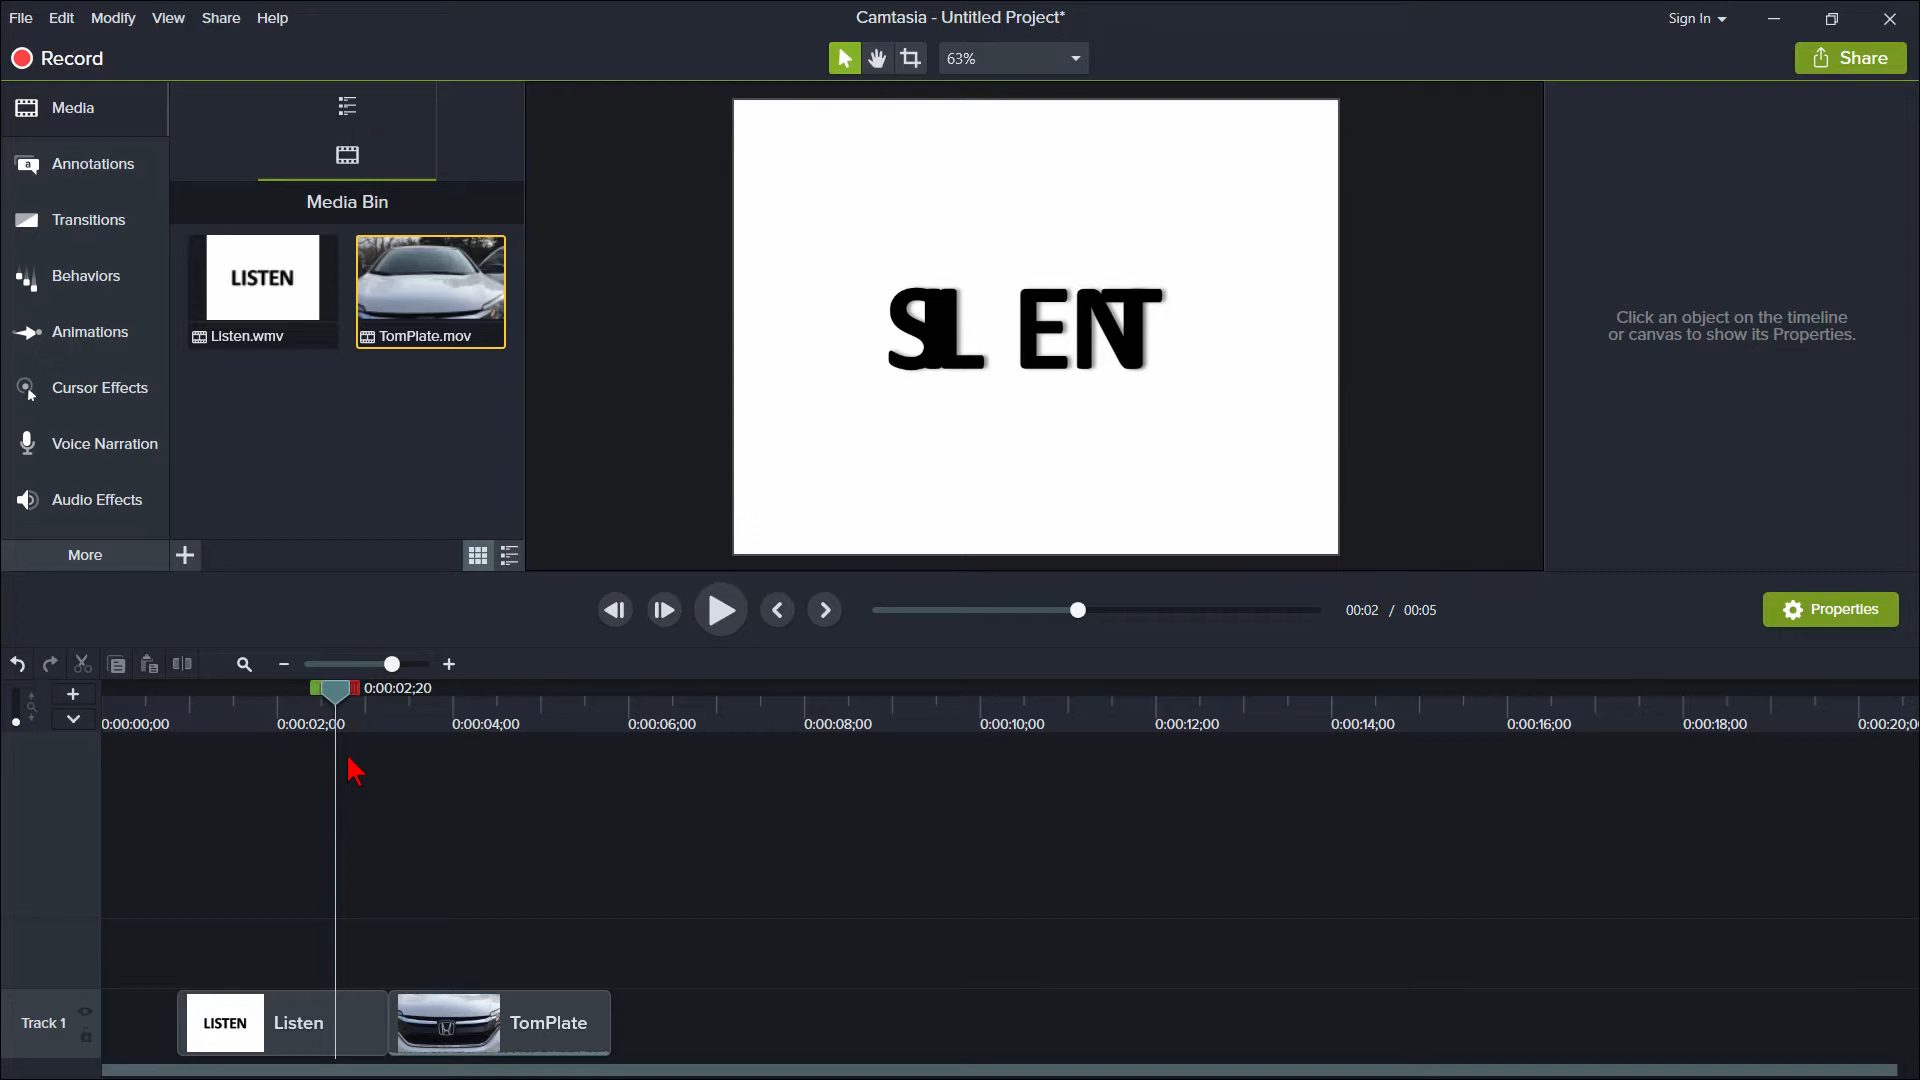 File Edit Modify View Share Help
Camtasia - Untitled Project*
Sign In
Record
63%
Share
Media
Annotations
Transitions
Behaviors
Animations
Cursor Effects
Voice Narration
Audio Effects
More
Media Bin
LISTEN
Listen.wmv
TomPlate.mov
SIL ENT
Click an object on the timeline
or canvas to show its Properties.
00:02 / 00:05
Properties
0:00:02;20
0:00:00;00 0:00:02;00 0:00:04;00 0:00:06;00 0:00:08;00 0:00:10;00 0:00:12;00 0:00:14;00 0:00:16;00 0:00:18;00 0:00:20;0
Track 1
LISTEN
Listen
TomPlate